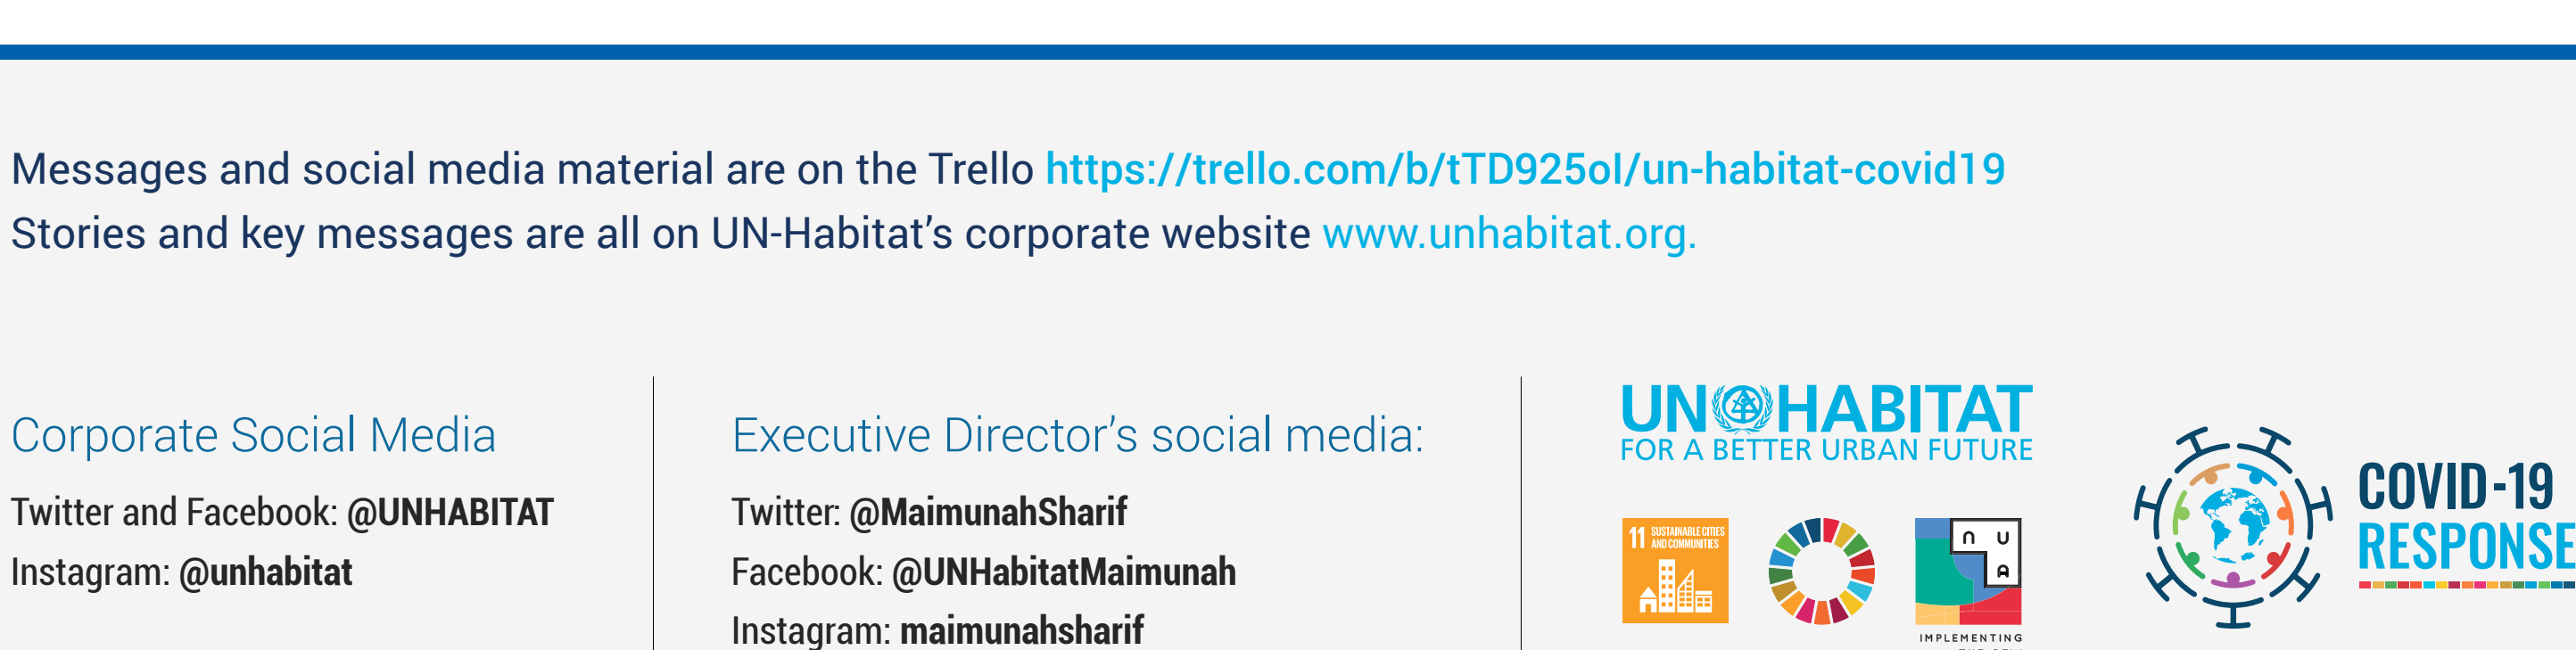 Messages and social media material are on the Trello https://trello.com/b/tTD925oI/un-habitat-covid19
Stories and key messages are all on UN-Habitat’s corporate website www.unhabitat.org.
Corporate Social Media
Twitter and Facebook: @UNHABITAT
Instagram: @unhabitat
Executive Director’s social media:
Twitter: @MaimunahSharif
Facebook: @UNHabitatMaimunah
Instagram: maimunahsharif
UN HABITAT
FOR A BETTER URBAN FUTURE
11 SUSTAINABLE CITIES
AND COMMUNITIES
N U
A
IMPLEMENTING
COVID-19
RESPONSE